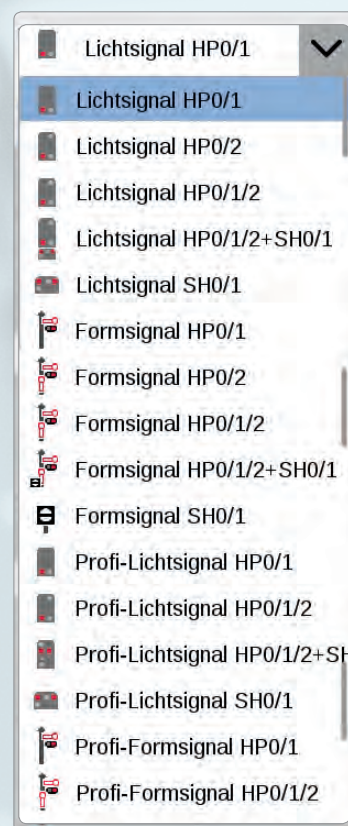 Lichtsignal HP0/1
Lichtsignal HP0/1
Lichtsignal HP0/2
Lichtsignal HP0/1/2
Lichtsignal HP0/1/2+SH0/1
Lichtsignal SH0/1
Formsignal HP0/1
Formsignal HP0/2
Formsignal HP0/1/2
Formsignal HP0/1/2+SH0/1
Formsignal SH0/1
Profi-Lichtsignal HP0/1
Profi-Lichtsignal HP0/1/2
Profi-Lichtsignal HP0/1/2+SH
Profi-Lichtsignal SH0/1
Profi-Formsignal HP0/1
Profi-Formsignal HP0/1/2